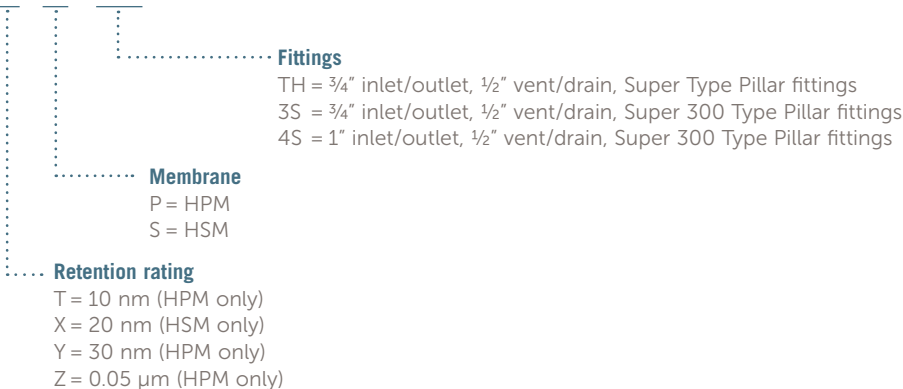 Fittings
TH = ¾" inlet/outlet, ½" vent/drain, Super Type Pillar fittings
3S = ¾" inlet/outlet, ½" vent/drain, Super 300 Type Pillar fittings
4S = 1" inlet/outlet, ½" vent/drain, Super 300 Type Pillar fittings
Membrane
P = HPM
S = HSM
Retention rating
T = 10 nm (HPM only)
X = 20 nm (HSM only)
Y = 30 nm (HPM only)
Z = 0.05 µm (HPM only)